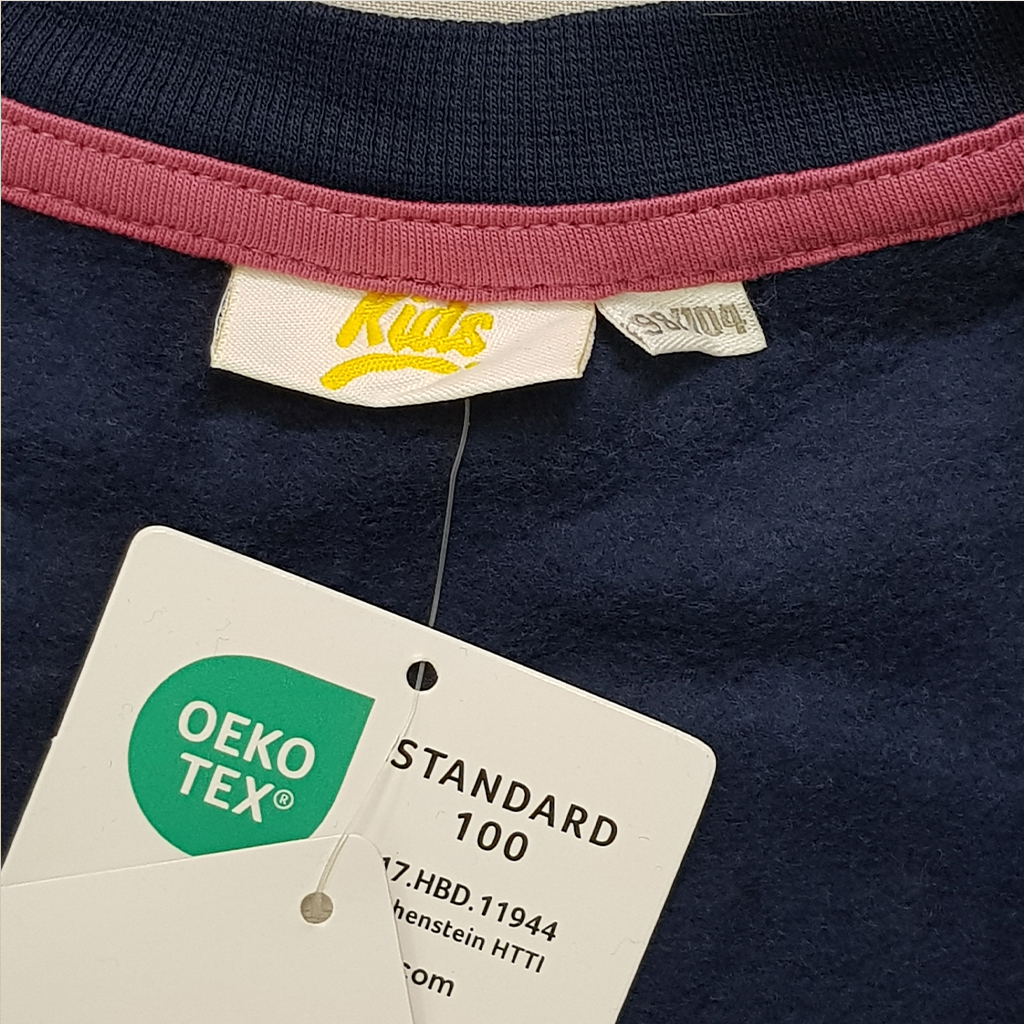 Kids
98/104
OEKO
TEX®
STANDARD
100
17.HBD.11944
henstein HTTI
.com